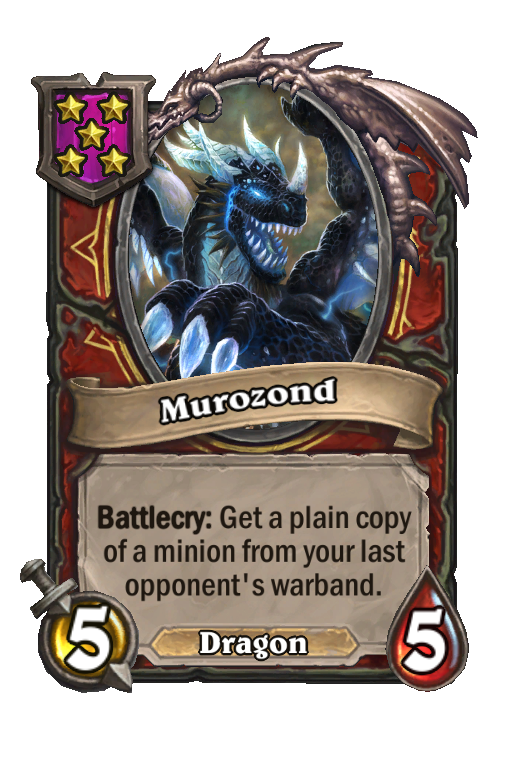 Murozond
Battlecry: Get a plain copy
of a minion from your last
opponent's warband.
5
Dragon
5